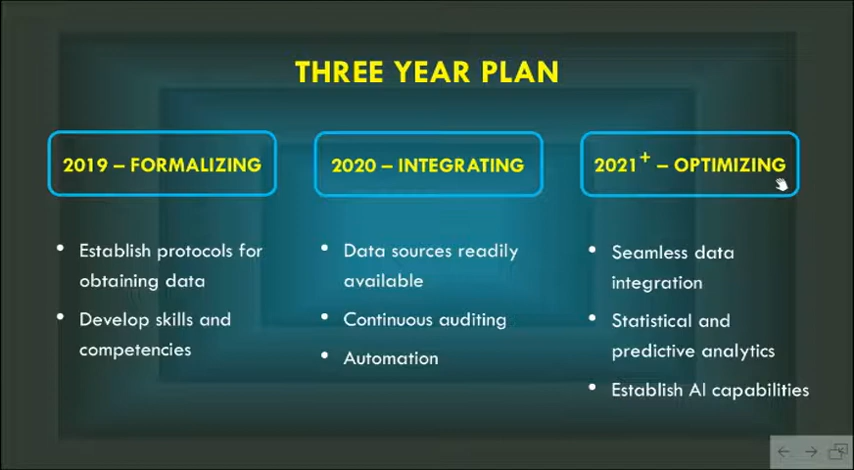 THREE YEAR PLAN
2019 – FORMALIZING
• Establish protocols for
obtaining data
• Develop skills and
competencies
2020 – INTEGRATING
• Data sources readily
available
• Continuous auditing
• Automation
2021+ – OPTIMIZING
• Seamless data
integration
• Statistical and
predictive analytics
• Establish AI capabilities